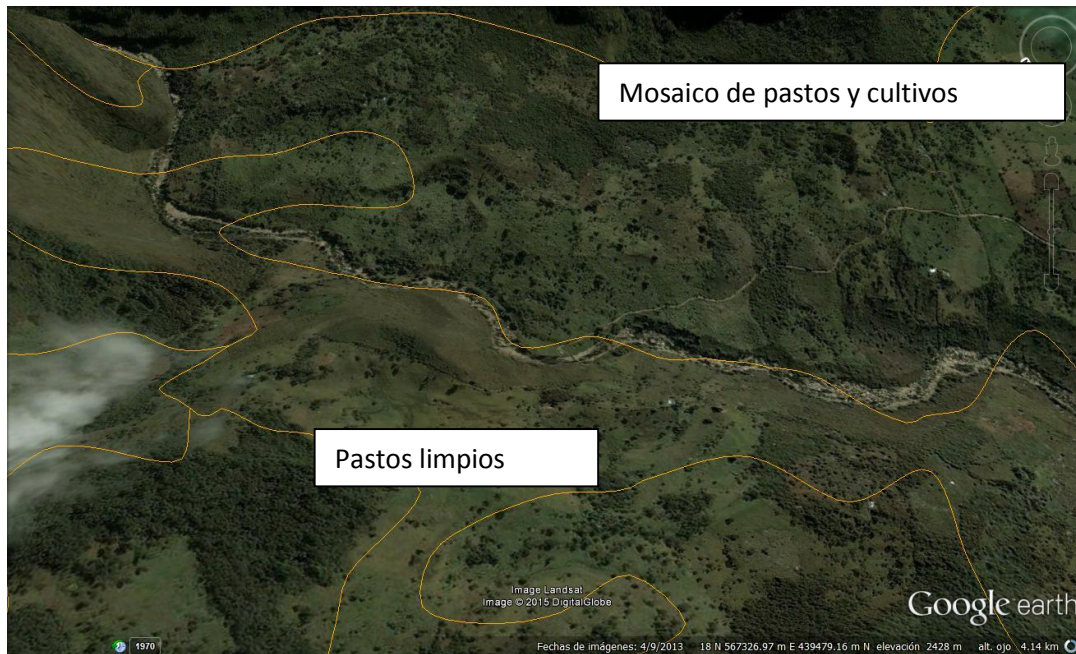 Mosaico de pastos y cultivos
Pastos limpios
Image Landsat
Image © 2015 DigitalGlobe
Google earth
1970
Fechas de imágenes: 4/9/2013 18 N 567326.97 m E 439479.16 m N elevación 2428 m alt. ojo 4.14 km